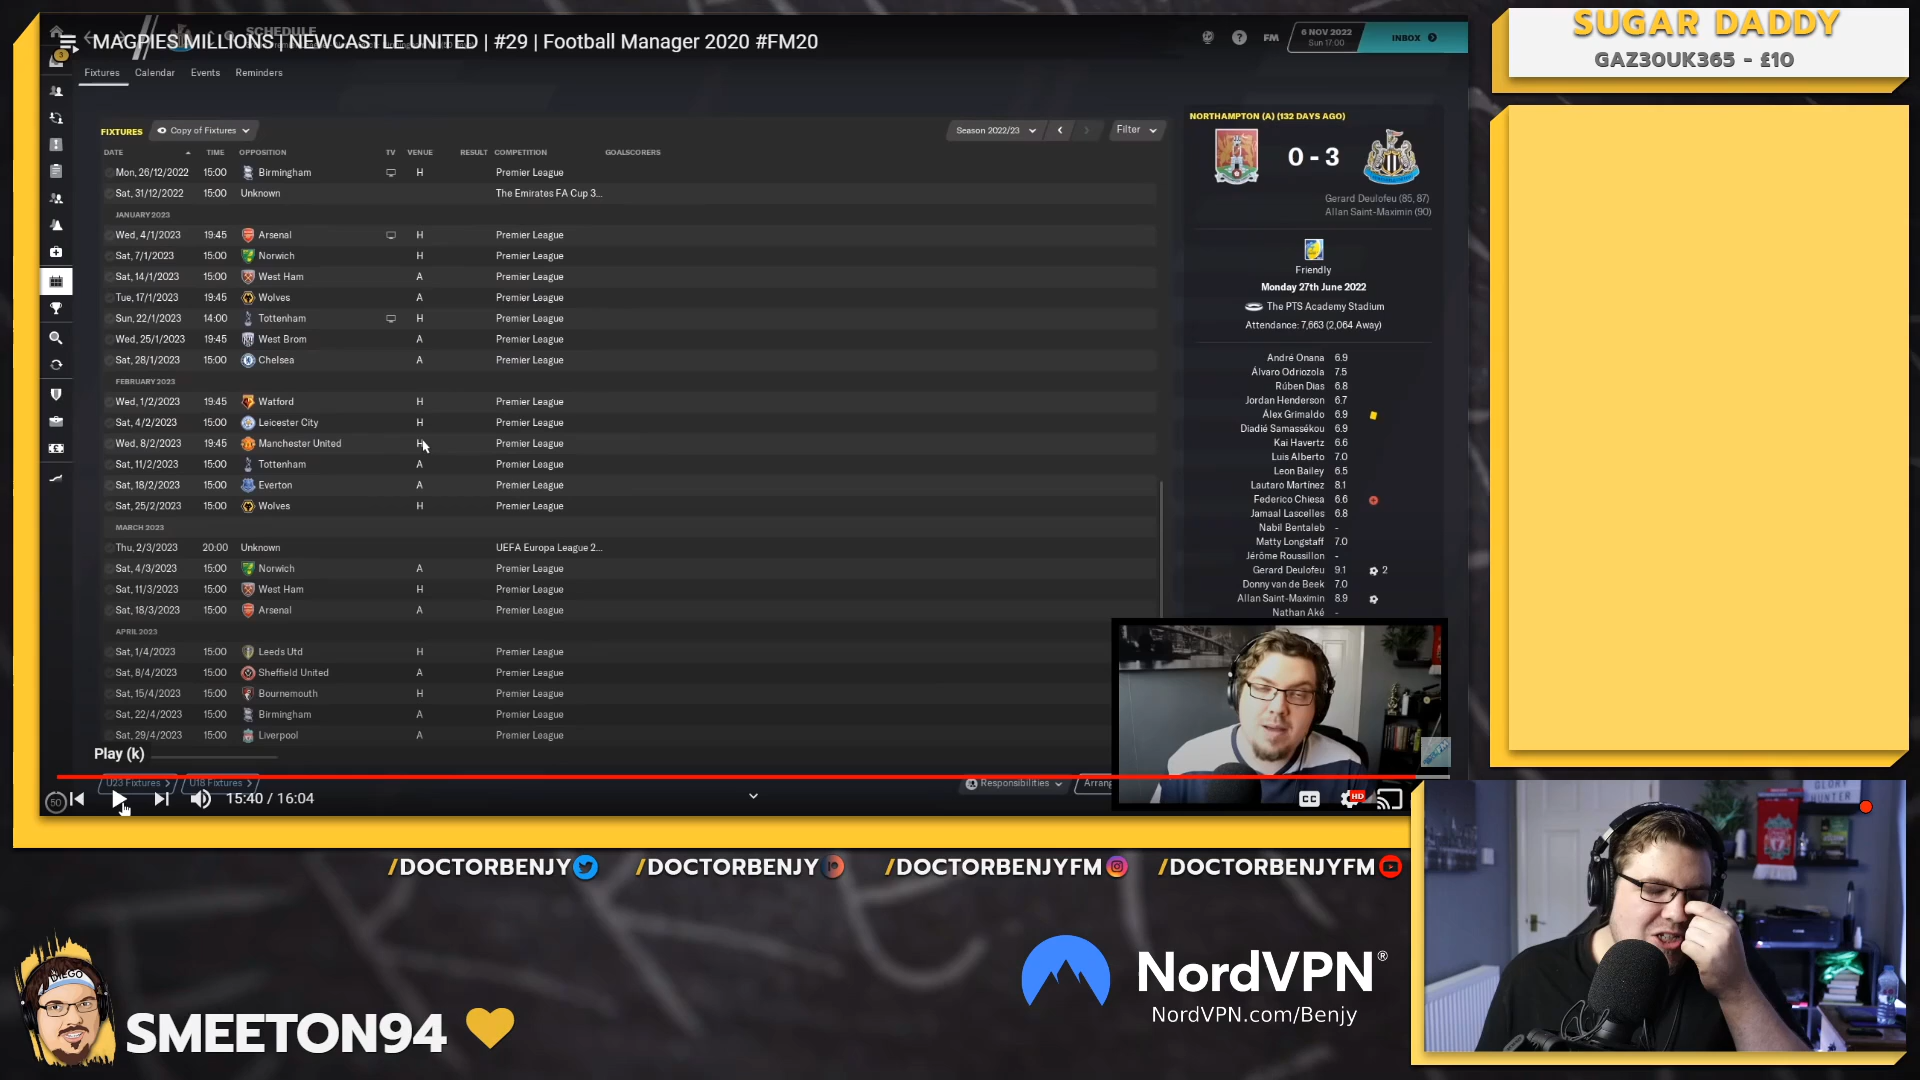 MAGPIES MILLIONS | NEWCASTLE UNITED | #29 | Football Manager 2020 #FM20
SCHEDULE
3
FM
6 NOV 2022
Sun 17:00
INBOX
Fixtures Calendar Events Reminders
FIXTURES Copy of Fixtures
Season 2022/23 Filter
DATE TIME OPPOSITION TV VENUE RESULT COMPETITION GOALSCORERS
Mon, 26/12/2022 15:00 Birmingham H Premier League
Sat, 31/12/2022 15:00 Unknown The Emirates FA Cup 3...
JANUARY 2023
Wed, 4/1/2023 19:45 Arsenal H Premier League
Sat, 7/1/2023 15:00 Norwich H Premier League
Sat, 14/1/2023 15:00 West Ham A Premier League
Tue, 17/1/2023 19:45 Wolves A Premier League
Sun, 22/1/2023 14:00 Tottenham H Premier League
Wed, 25/1/2023 19:45 West Brom A Premier League
Sat, 28/1/2023 15:00 Chelsea A Premier League
FEBRUARY 2023
Wed, 1/2/2023 19:45 Watford H Premier League
Sat, 4/2/2023 15:00 Leicester City H Premier League
Wed, 8/2/2023 19:45 Manchester United H Premier League
Sat, 11/2/2023 15:00 Tottenham A Premier League
Sat, 18/2/2023 15:00 Everton A Premier League
Sat, 25/2/2023 15:00 Wolves H Premier League
MARCH 2023
Thu, 2/3/2023 20:00 Unknown UEFA Europa League 2...
Sat, 4/3/2023 15:00 Norwich A Premier League
Sat, 11/3/2023 15:00 West Ham H Premier League
Sat, 18/3/2023 15:00 Arsenal A Premier League
APRIL 2023
Sat, 1/4/2023 15:00 Leeds Utd H Premier League
Sat, 8/4/2023 15:00 Sheffield United A Premier League
Sat, 15/4/2023 15:00 Bournemouth H Premier League
Sat, 22/4/2023 15:00 Birmingham A Premier League
Sat, 29/4/2023 15:00 Liverpool A Premier League
NORTHAMPTON (A) (132 DAYS AGO)
0 - 3
Gerard Deulofeu (85, 87)
Allan Saint-Maximin (90)
Friendly
Monday 27th June 2022
The PTS Academy Stadium
Attendance: 7,663 (2,064 Away)
André Onana 6.9
Álvaro Odriozola 7.5
Rúben Dias 6.8
Jordan Henderson 6.7
Álex Grimaldo 6.9
Diadié Samassékou 6.9
Kai Havertz 6.6
Luis Alberto 7.0
Leon Bailey 6.5
Lautaro Martínez 8.1
Federico Chiesa 6.6
Jamaal Lascelles 6.8
Nabil Bentaleb -
Matty Longstaff 7.0
Jérôme Roussillon -
Gerard Deulofeu 9.1 2
Donny van de Beek 7.0
Allan Saint-Maximin 8.9
Nathan Aké -
Play (k)
U23 Fixtures > U18 Fixtures >
Responsibilities Arrang
50
15:40 / 16:04
CC HD
SUGAR DADDY
GAZ30UK365 - £10
/DOCTORBENJY /DOCTORBENJY /DOCTORBENJYFM /DOCTORBENJYFM
DIEGO
SMEETON94
NordVPN®
NordVPN.com/Benjy
GLORY
HUNTER